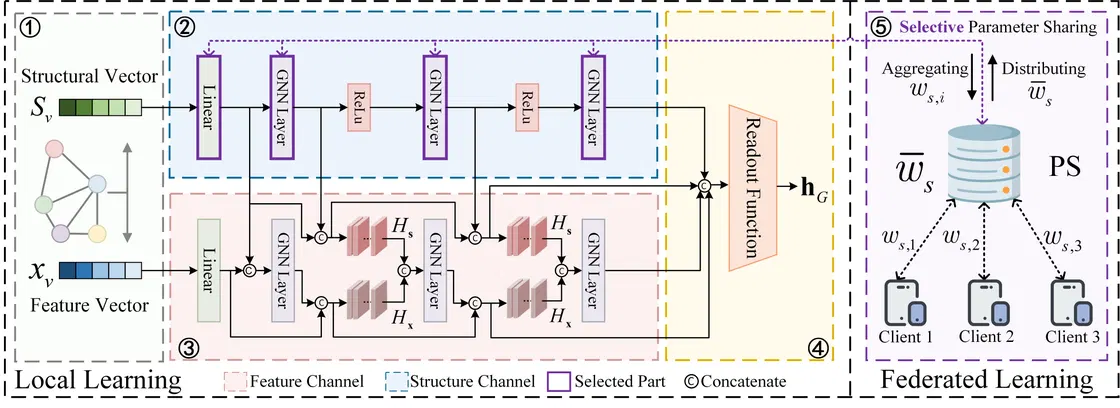 ①
Structural Vector
S_v
x_v
Feature Vector
②
Linear
GNN Layer
ReLu
GNN Layer
ReLu
GNN Layer
③
Linear
GNN Layer
H_s
H_x
GNN Layer
H_s
H_x
GNN Layer
C
C
C
C
C
C
C
C
④
Readout Function
h_G
⑤ Selective Parameter Sharing
Aggregating
w_{s,i}
Distributing
w̅_s
w̅_s
PS
w_{s,1}
w_{s,2}
w_{s,3}
Client 1
Client 2
Client 3
Local Learning
Feature Channel
Structure Channel
Selected Part
C Concatenate
Federated Learning